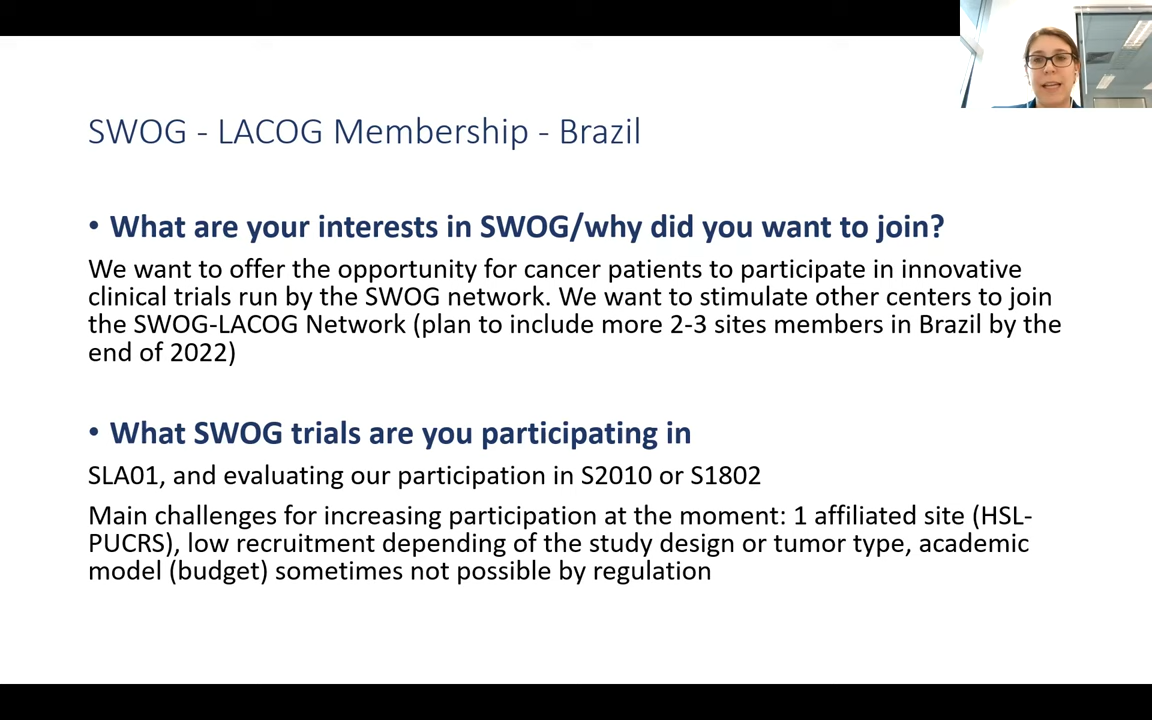 SWOG - LACOG Membership - Brazil
• What are your interests in SWOG/why did you want to join?
We want to offer the opportunity for cancer patients to participate in innovative
clinical trials run by the SWOG network. We want to stimulate other centers to join
the SWOG-LACOG Network (plan to include more 2-3 sites members in Brazil by the
end of 2022)
• What SWOG trials are you participating in
SLA01, and evaluating our participation in S2010 or S1802
Main challenges for increasing participation at the moment: 1 affiliated site (HSL-
PUCRS), low recruitment depending of the study design or tumor type, academic
model (budget) sometimes not possible by regulation